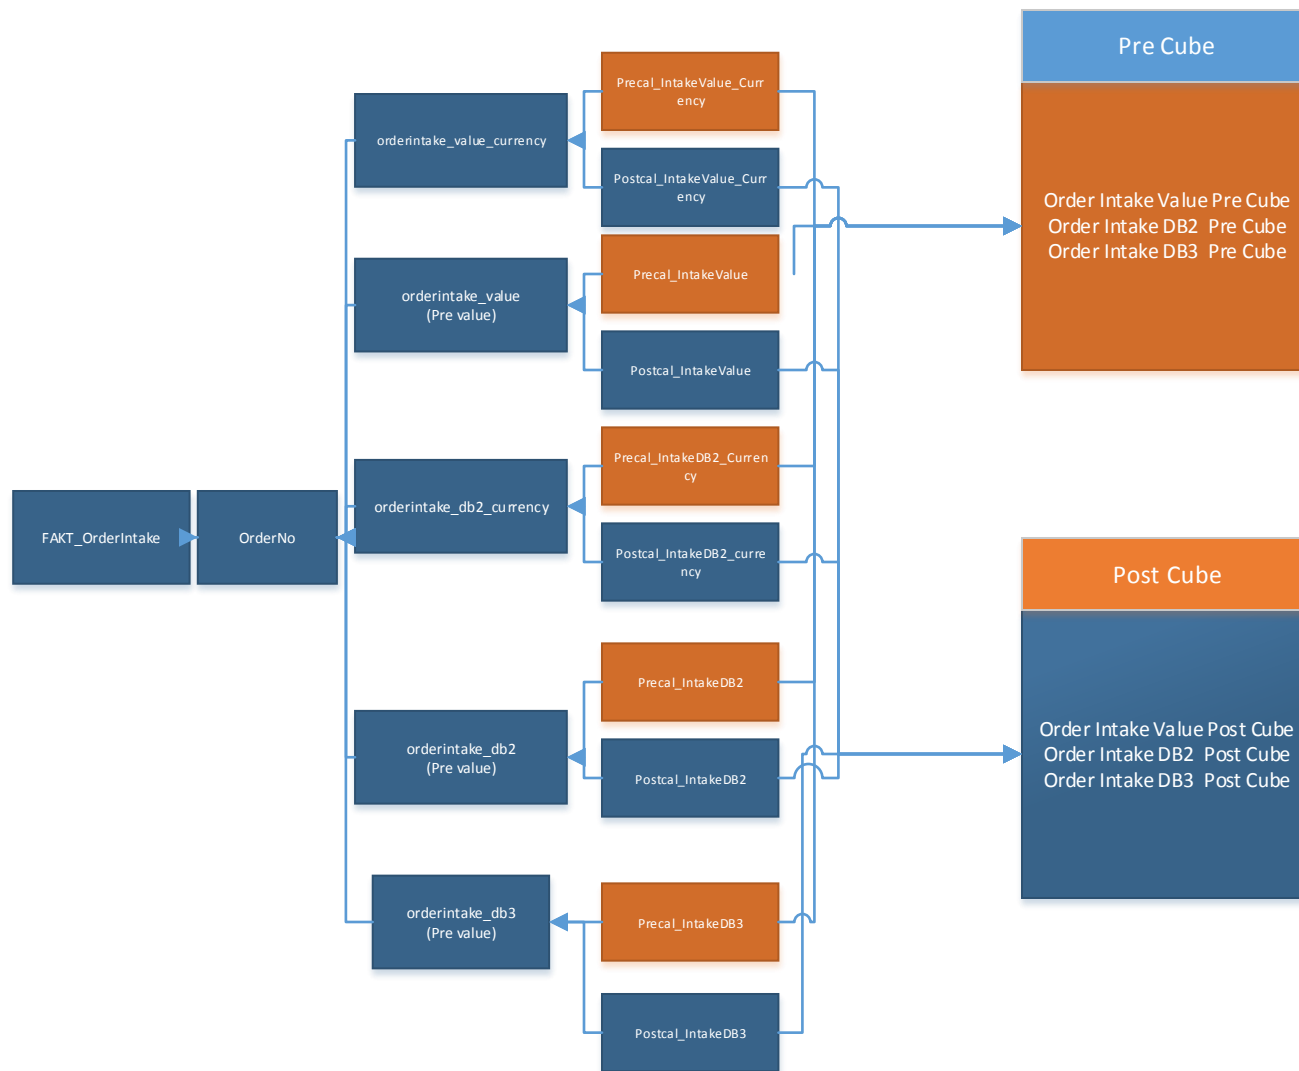 Pre Cube
Order Intake Value Pre Cube
Order Intake DB2  Pre Cube
Order Intake DB3  Pre Cube
Precal_IntakeValue_Curr
ency
orderintake_value_currency
Postcal_IntakeValue_Curr
ency
Precal_IntakeValue
orderintake_value
(Pre value)
Postcal_IntakeValue
Precal_IntakeDB2_Curren
cy
orderintake_db2_currency
FAKT_OrderIntake
OrderNo
Postcal_IntakeDB2_curre
ncy
Post Cube
Order Intake Value Post Cube
Order Intake DB2  Post Cube
Order Intake DB3  Post Cube
Precal_IntakeDB2
orderintake_db2
(Pre value)
Postcal_IntakeDB2
orderintake_db3
(Pre value)
Precal_IntakeDB3
Postcal_IntakeDB3